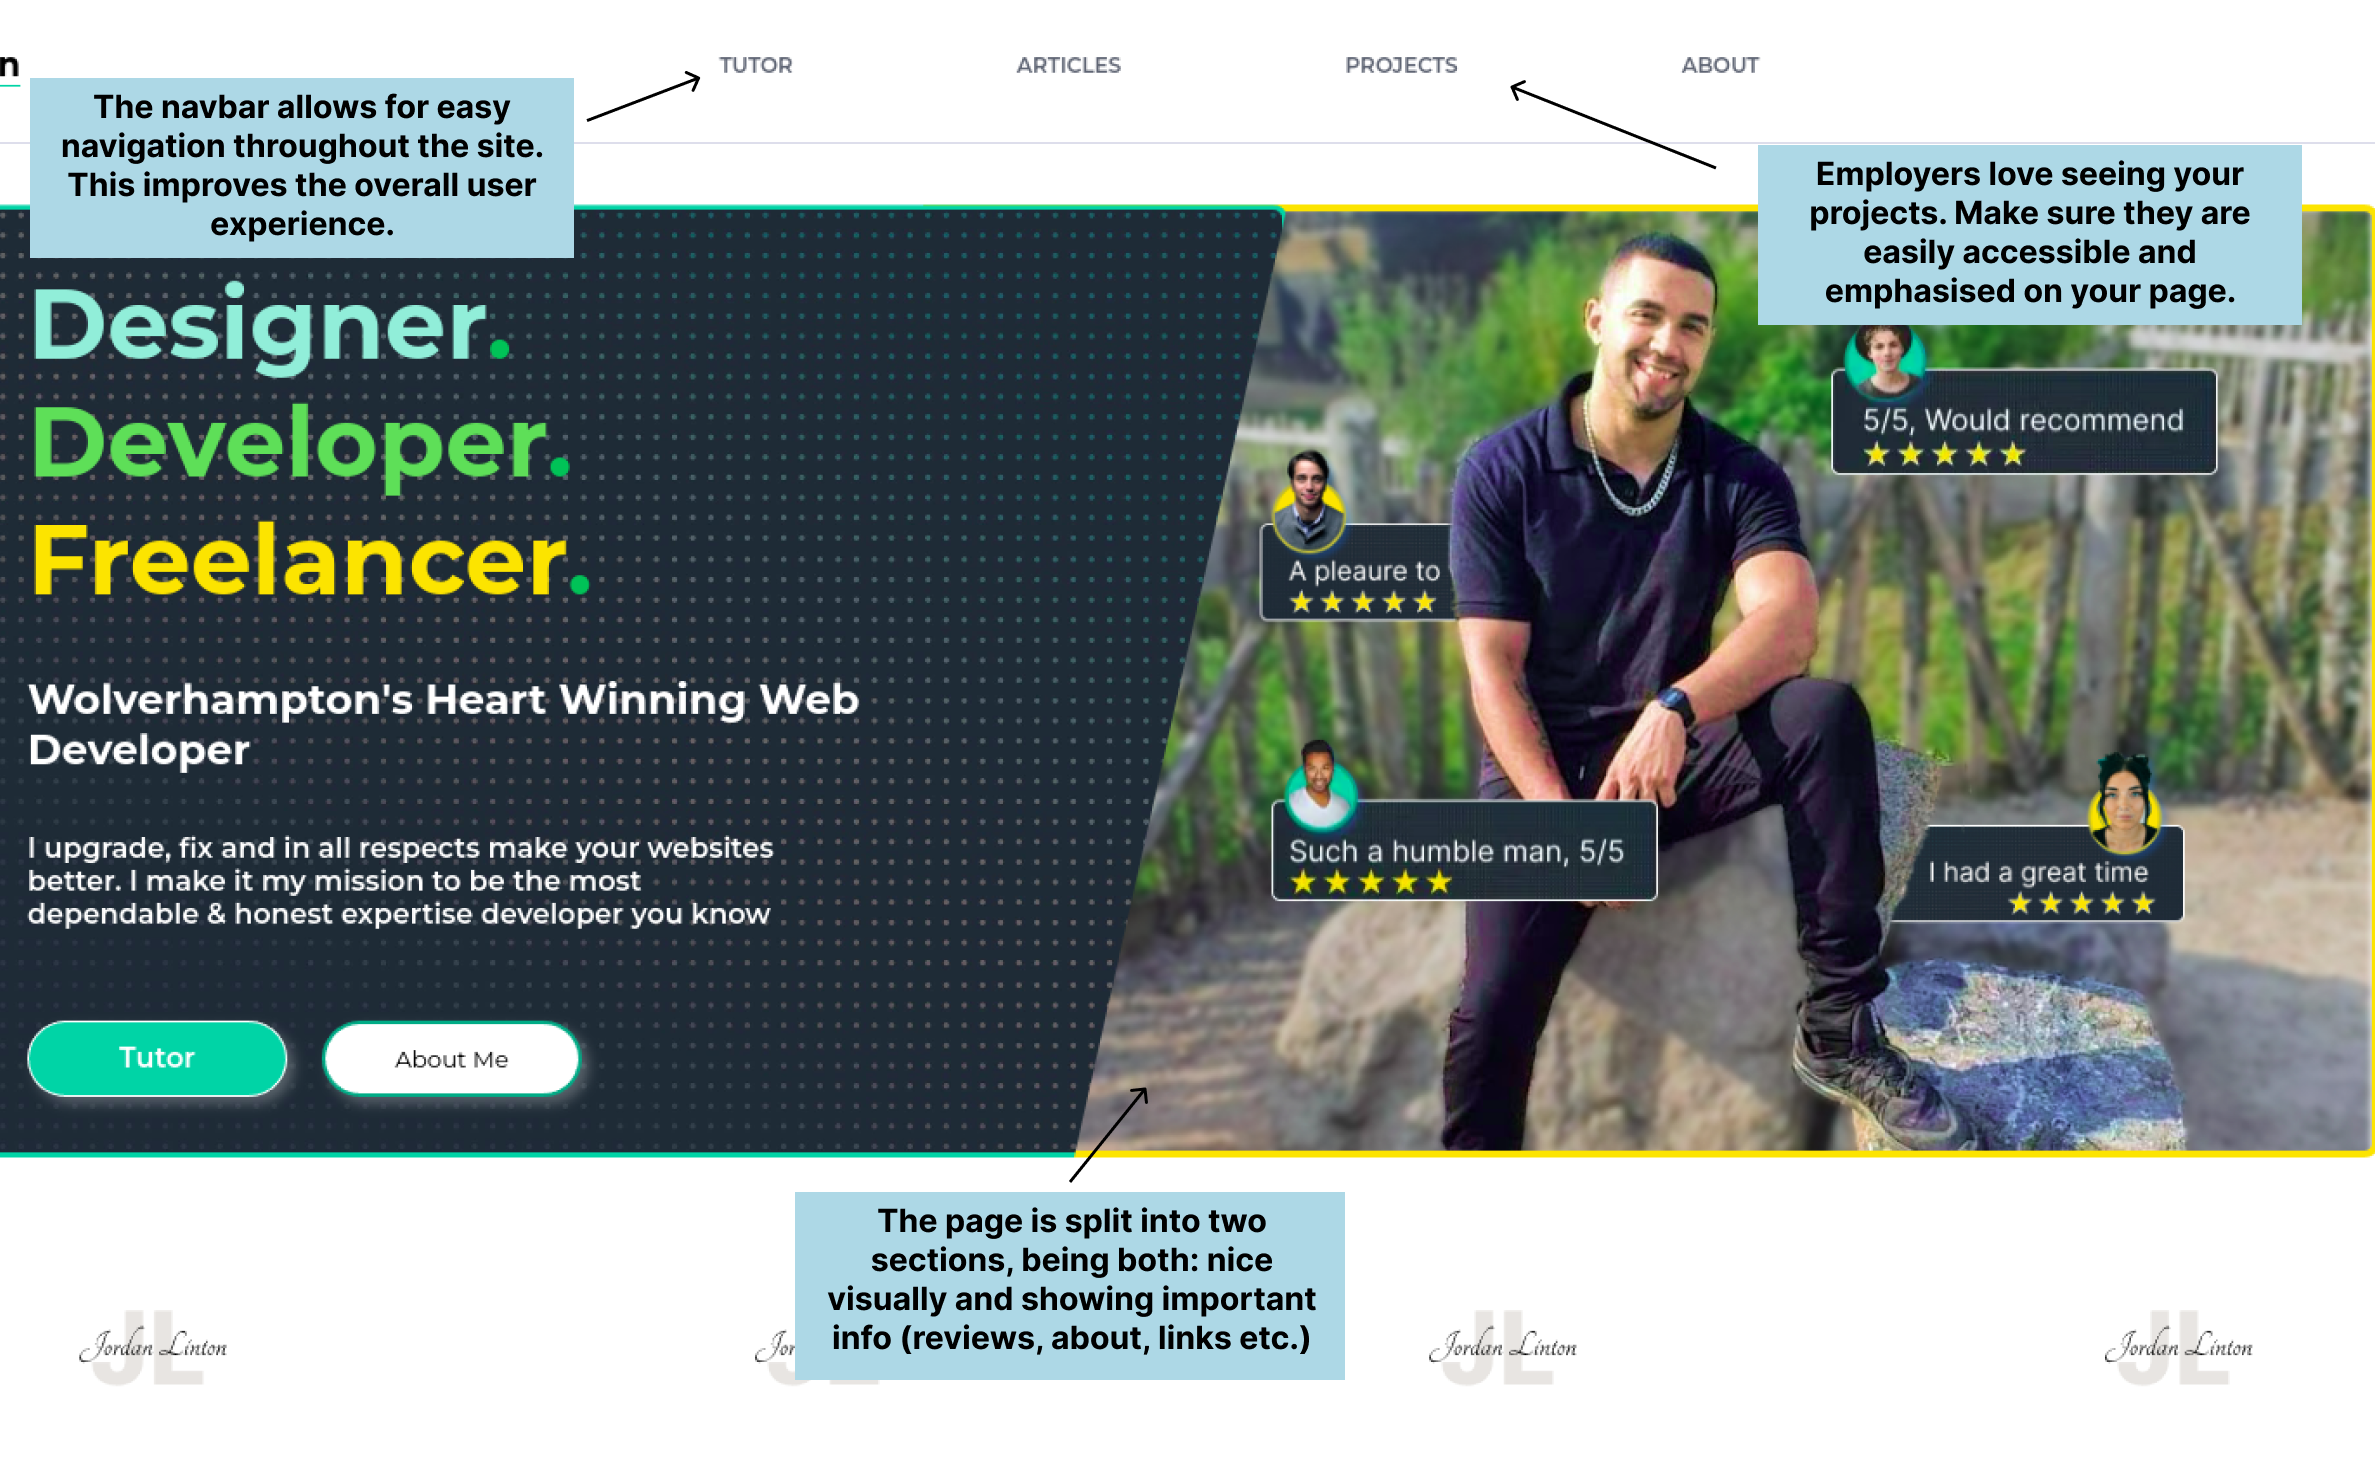 n
TUTOR
ARTICLES
PROJECTS
ABOUT
The navbar allows for easy
navigation throughout the site.
This improves the overall user
experience.
Employers love seeing your
projects. Make sure they are
easily accessible and
emphasised on your page.
Designer.
Developer.
Freelancer.
Wolverhampton's Heart Winning Web
Developer
I upgrade, fix and in all respects make your websites
better. I make it my mission to be the most
dependable & honest expertise developer you know
Tutor
About Me
5/5, Would recommend
A pleaure to
Such a humble man, 5/5
I had a great time
The page is split into two
sections, being both: nice
visually and showing important
info (reviews, about, links etc.)
JL
Jordan Linton
Jor
JL
Jordan Linton
JL
Jordan Linton